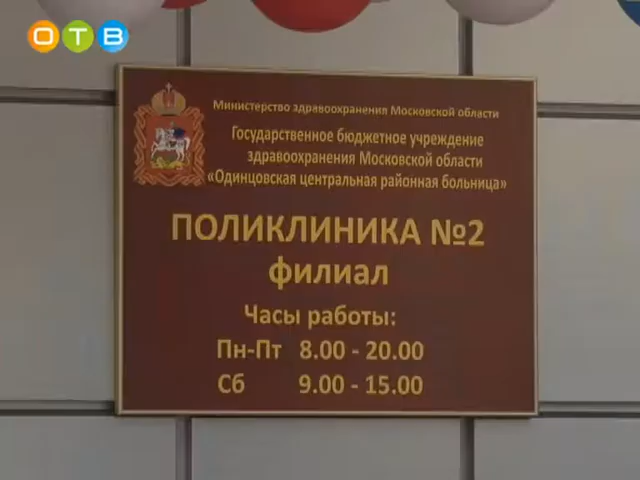 ОТВ
Министерство здравоохранения Московской области
Государственное бюджетное учреждение
здравоохранения Московской области
«Одинцовская центральная районная больница»
ПОЛИКЛИНИКА №2
филиал
Часы работы:
Пн-Пт 8.00 - 20.00
Сб 9.00 - 15.00